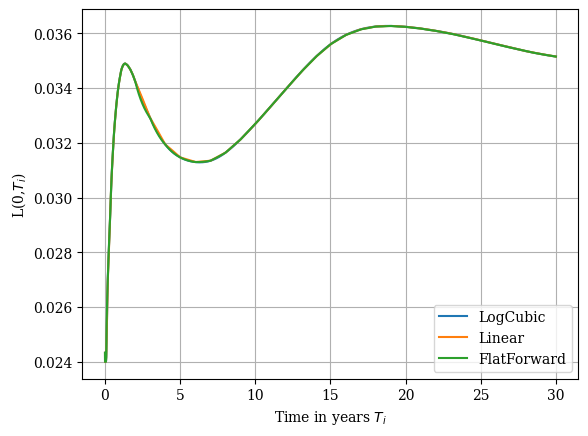 0.036
0.034
0.032
0.030
0.028
0.026
0.024
L(0,T_i)
0 5 10 15 20 25 30
Time in years T_i
LogCubic
Linear
FlatForward